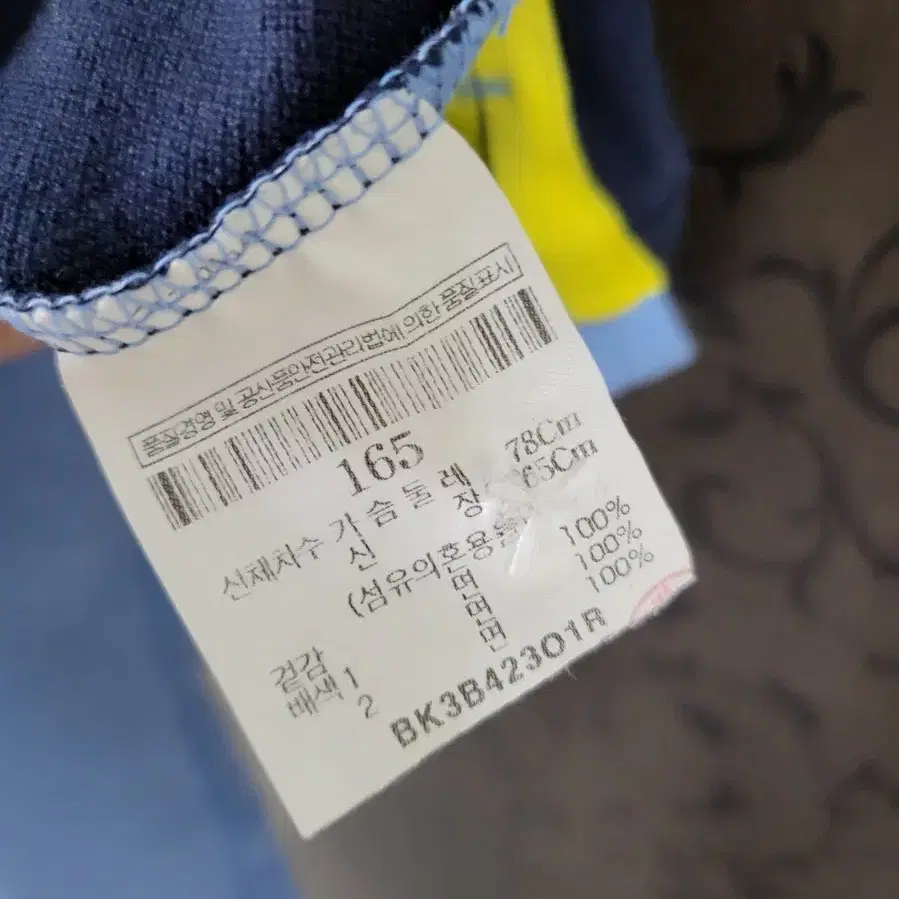 품질경영 및 공산품안전관리법에 의한 품질표시
165
신체치수 가 슴 둘 레 78Cm
신 장 65Cm
(섬유의혼용율
겉감 면 100%
배색 1 면 100%
2 면 100%
BK3B42301R